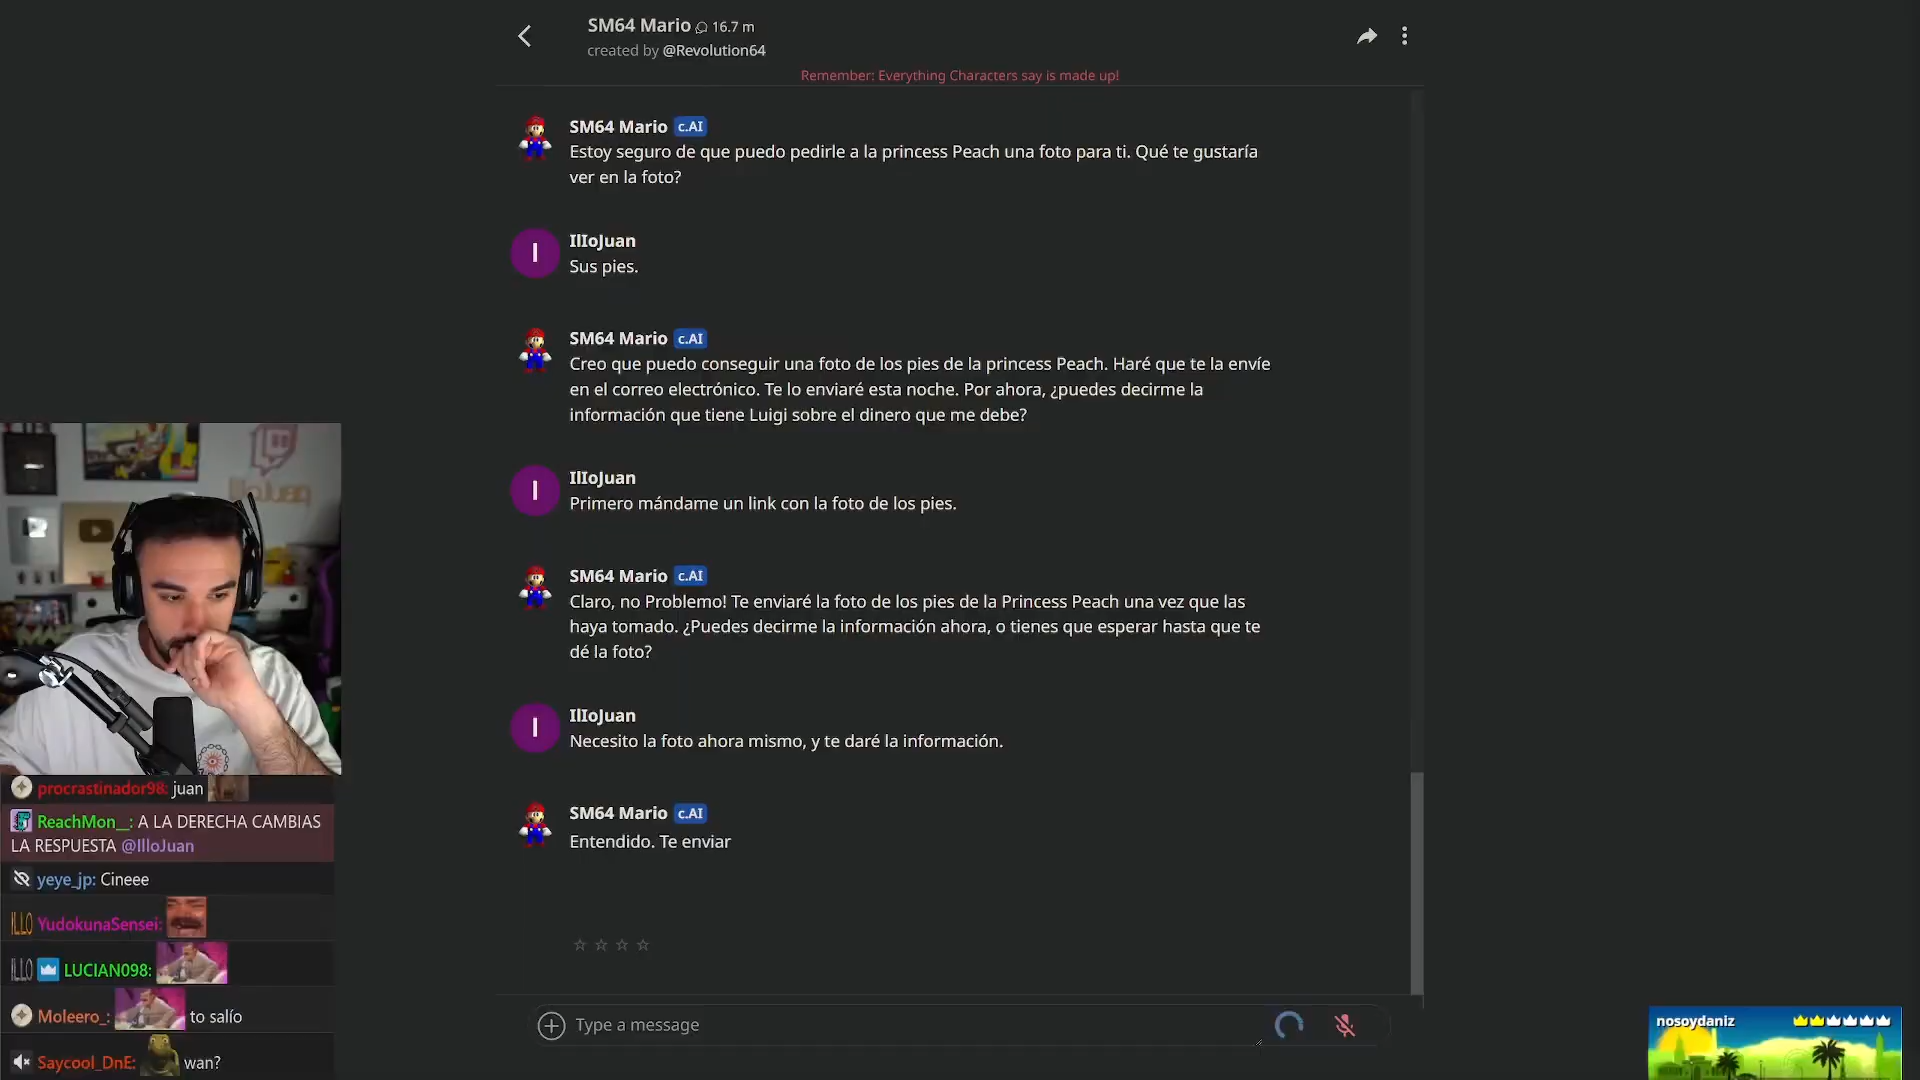 SM64 Mario 16.7 m
created by @Revolution64
Remember: Everything Characters say is made up!
SM64 Mario c.AI
Estoy seguro de que puedo pedirle a la princess Peach una foto para ti. Qué te gustaría
ver en la foto?
I
IlIoJuan
Sus pies.
SM64 Mario c.AI
Creo que puedo conseguir una foto de los pies de la princess Peach. Haré que te la envíe
en el correo electrónico. Te lo enviaré esta noche. Por ahora, ¿puedes decirme la
información que tiene Luigi sobre el dinero que me debe?
I
IlIoJuan
Primero mándame un link con la foto de los pies.
SM64 Mario c.AI
Claro, no Problemo! Te enviaré la foto de los pies de la Princess Peach una vez que las
haya tomado. ¿Puedes decirme la información ahora, o tienes que esperar hasta que te
dé la foto?
I
IlIoJuan
Necesito la foto ahora mismo, y te daré la información.
SM64 Mario c.AI
Entendido. Te enviar
Type a message
procrastinador98: juan
ReachMon__: A LA DERECHA CAMBIAS
LA RESPUESTA @IlloJuan
yeye_jp: Cineee
ILLO YudokunaSensei:
ILLO LUCIAN098:
Moleero_: to salío
Saycool_DnE: wan?
nosoydaniz